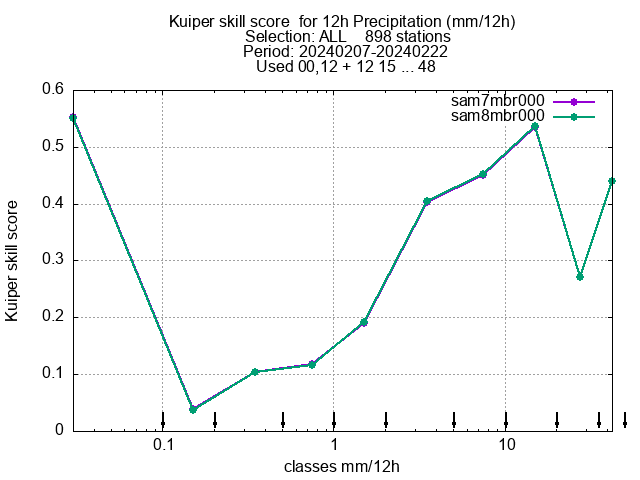 Kuiper skill score  for 12h Precipitation (mm/12h)
Selection: ALL    898 stations
Period: 20240207-20240222
Used 00,12 + 12 15 ... 48
sam7mbr000
sam8mbr000
0.6
0.5
0.4
0.3
0.2
0.1
0
Kuiper skill score
0.1 1 10
classes mm/12h